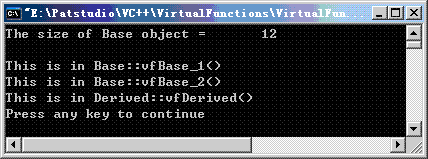 "E:\Patstudio\VC++\VirtualFunctions\VirtualFun...
The size of Base object =        12
This is in Base::vfBase_1()
This is in Base::vfBase_2()
This is in Derived::vfDerived()
Press any key to continue